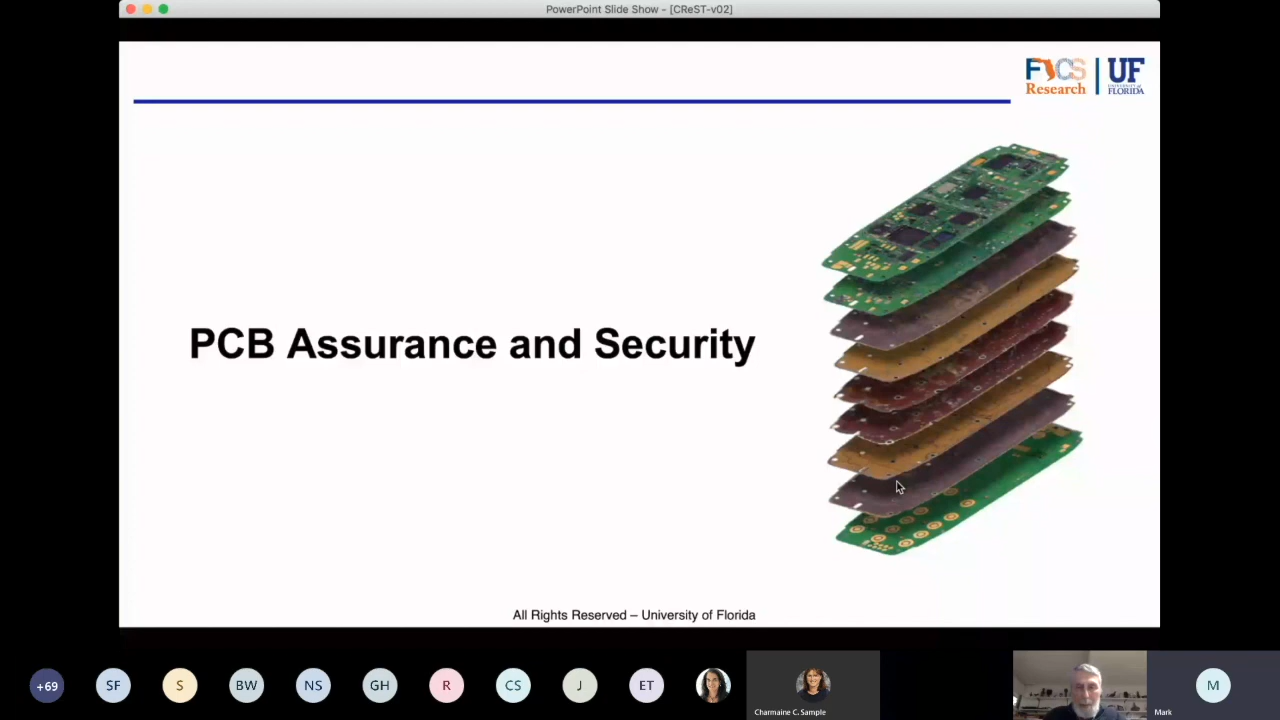 PowerPoint Slide Show - [CReST-v02]
FICS
Research
UF
UNIVERSITY of
FLORIDA
PCB Assurance and Security
All Rights Reserved – University of Florida
+69
SF
S
BW
NS
GH
R
CS
J
ET
Charmaine C. Sample
M
Mark